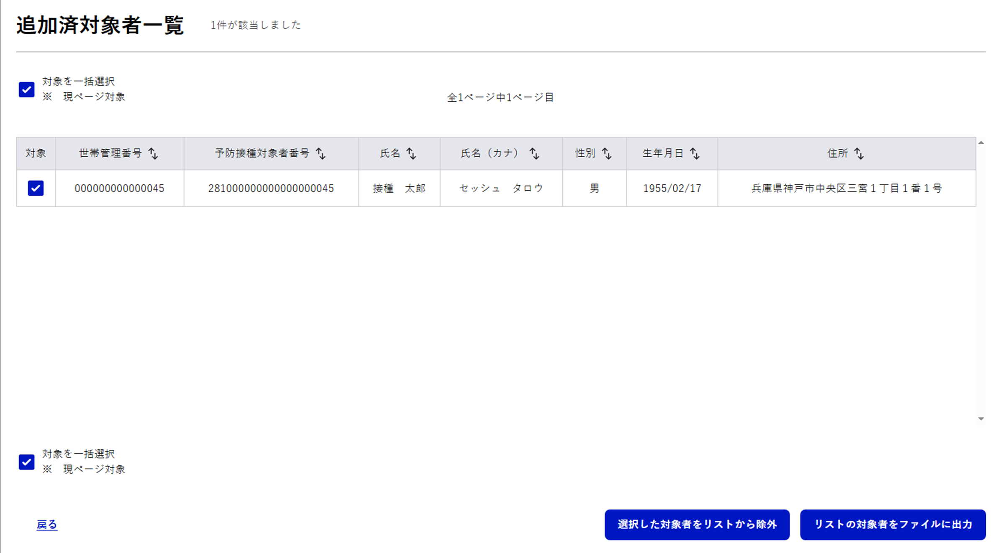 追加済対象者一覧　1件が該当しました
対象を一括選択
※　現ページ対象
全1ページ中1ページ目
対象　世帯管理番号　予防接種対象者番号　氏名　氏名（カナ）　性別　生年月日　住所
000000000000045　281000000000000000045　接種　太郎　セッシュ　タロウ　男　1955/02/17　兵庫県神戸市中央区三宮１丁目１番１号
対象を一括選択
※　現ページ対象
戻る　選択した対象者をリストから除外　リストの対象者をファイルに出力